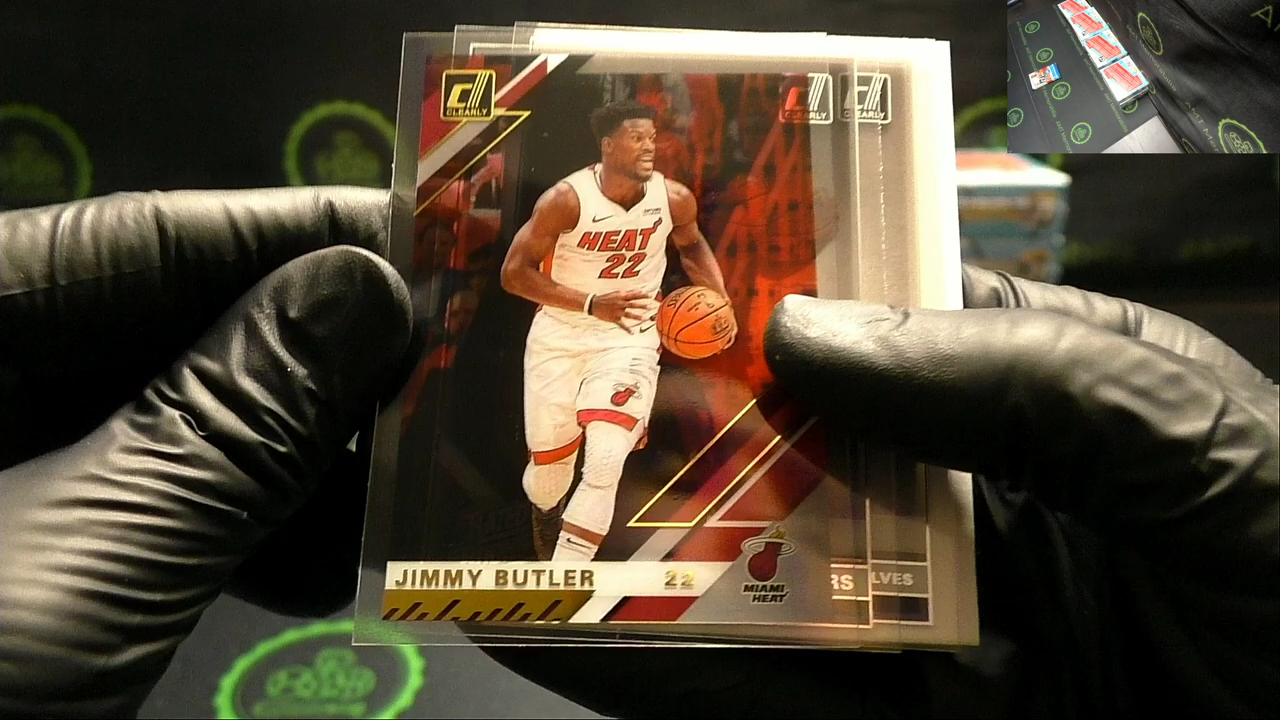 CLEARLY
CLEARLY
CLEARLY
HEAT
22
JIMMY BUTLER 22
MIAMI
HEAT
RS
LVES